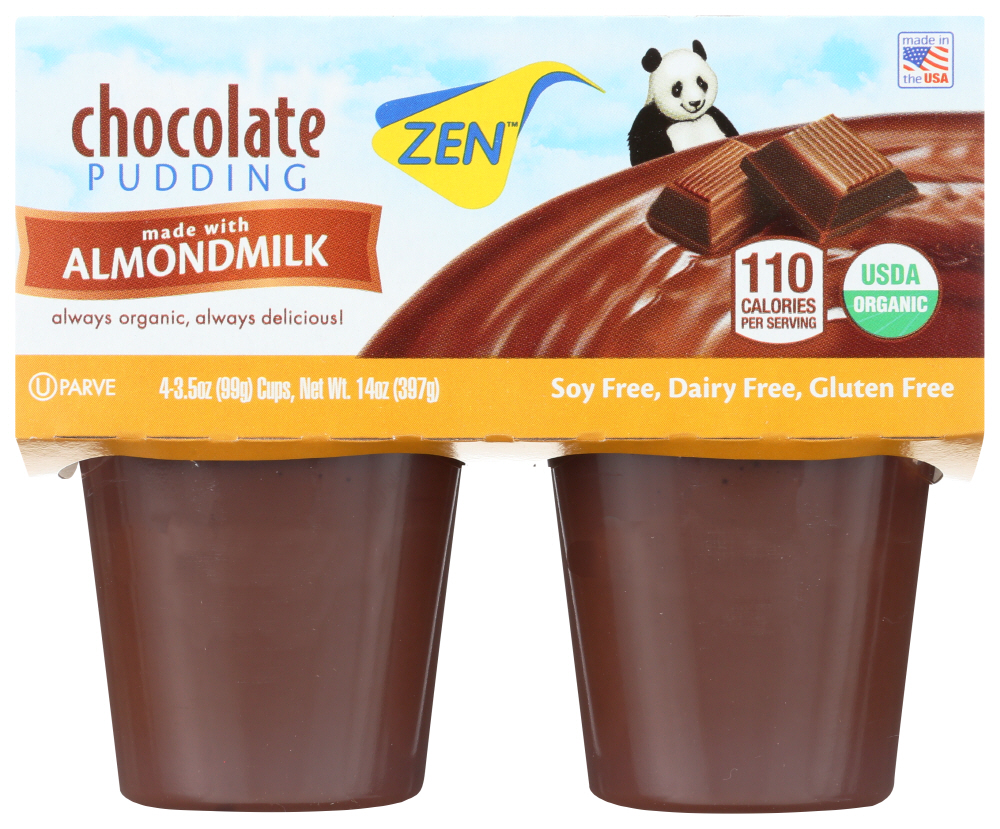 made in
the USA
chocolate
PUDDING
ZEN™
made with
ALMONDMILK
always organic, always delicious!
110
CALORIES
PER SERVING
USDA
ORGANIC
U PARVE
4-3.5oz (99g) Cups, Net Wt. 14oz (397g)
Soy Free, Dairy Free, Gluten Free